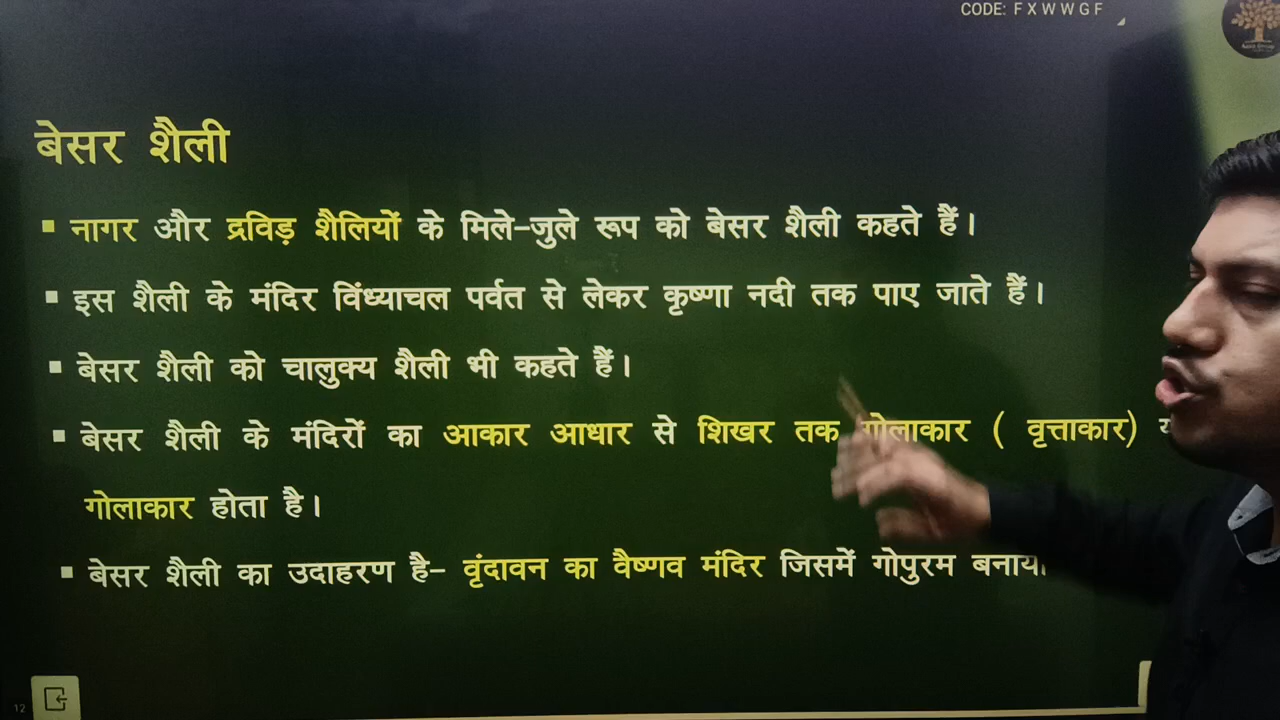 CODE: F X W W G F
बेसर शैली
▪ नागर और द्रविड़ शैलियों के मिले-जुले रूप को बेसर शैली कहते हैं।
▪ इस शैली के मंदिर विंध्याचल पर्वत से लेकर कृष्णा नदी तक पाए जाते हैं।
▪ बेसर शैली को चालुक्य शैली भी कहते हैं।
▪ बेसर शैली के मंदिरों का आकार आधार से शिखर तक गोलाकार ( वृत्ताकार)
गोलाकार होता है।
▪ बेसर शैली का उदाहरण है- वृंदावन का वैष्णव मंदिर जिसमें गोपुरम बनाया
12